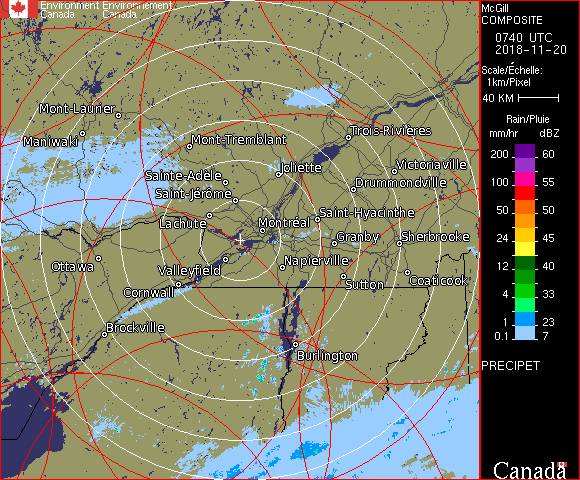 Environment Environnement
Canada Canada
McGill
COMPOSITE
0740 UTC
2018-11-20
Scale/Échelle:
1km/Pixel
40 KM
Rain/Pluie
mm/hr dBZ
200 60
100 55
85 53
50 50
24 45
12 40
4 33
1 23
0.1 7
PRECIPET
Canada
Mont-Laurier
Maniwaki
Mont-Tremblant
Trois-Rivières
Joliette
Victoriaville
Sainte-Adèle
Drummondville
Saint-Jérôme
Saint-Hyacinthe
Lachute
Montréal
Granby
Sherbrooke
Ottawa
Valleyfield
Napierville
Cornwall
Sutton
Coaticook
Brockville
Burlington